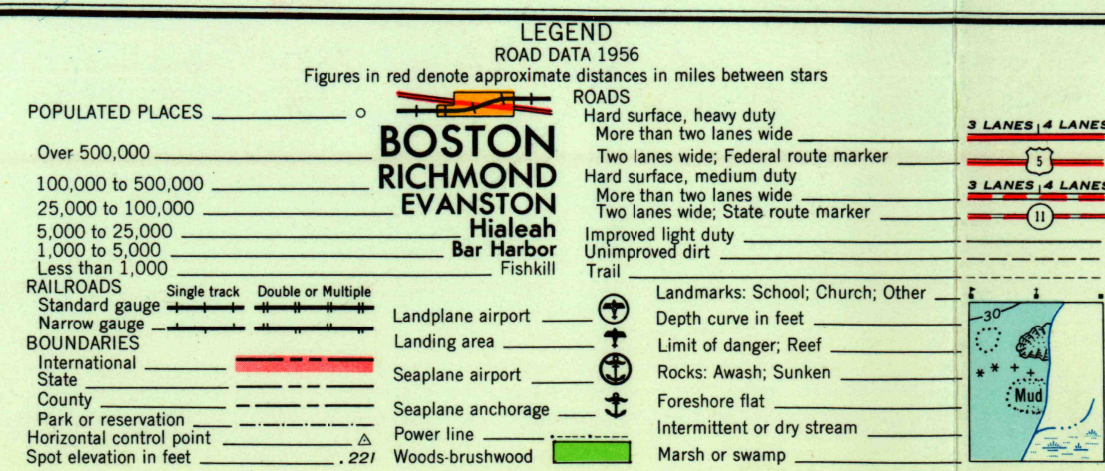 LEGEND
ROAD DATA 1956
Figures in red denote approximate distances in miles between stars
POPULATED PLACES
Over 500,000 BOSTON
100,000 to 500,000 RICHMOND
25,000 to 100,000 EVANSTON
5,000 to 25,000 Hialeah
1,000 to 5,000 Bar Harbor
Less than 1,000 Fishkill
RAILROADS Single track Double or Multiple
Standard gauge
Narrow gauge
BOUNDARIES
International
State
County
Park or reservation
Horizontal control point
Spot elevation in feet .221
Landplane airport
Landing area
Seaplane airport
Seaplane anchorage
Power line
Woods-brushwood
ROADS
Hard surface, heavy duty
More than two lanes wide 3 LANES 4 LANES
Two lanes wide; Federal route marker 5
Hard surface, medium duty
More than two lanes wide 3 LANES 4 LANES
Two lanes wide; State route marker 11
Improved light duty
Unimproved dirt
Trail
Landmarks: School; Church; Other
Depth curve in feet 30
Limit of danger; Reef
Rocks: Awash; Sunken
Foreshore flat Mud
Intermittent or dry stream
Marsh or swamp